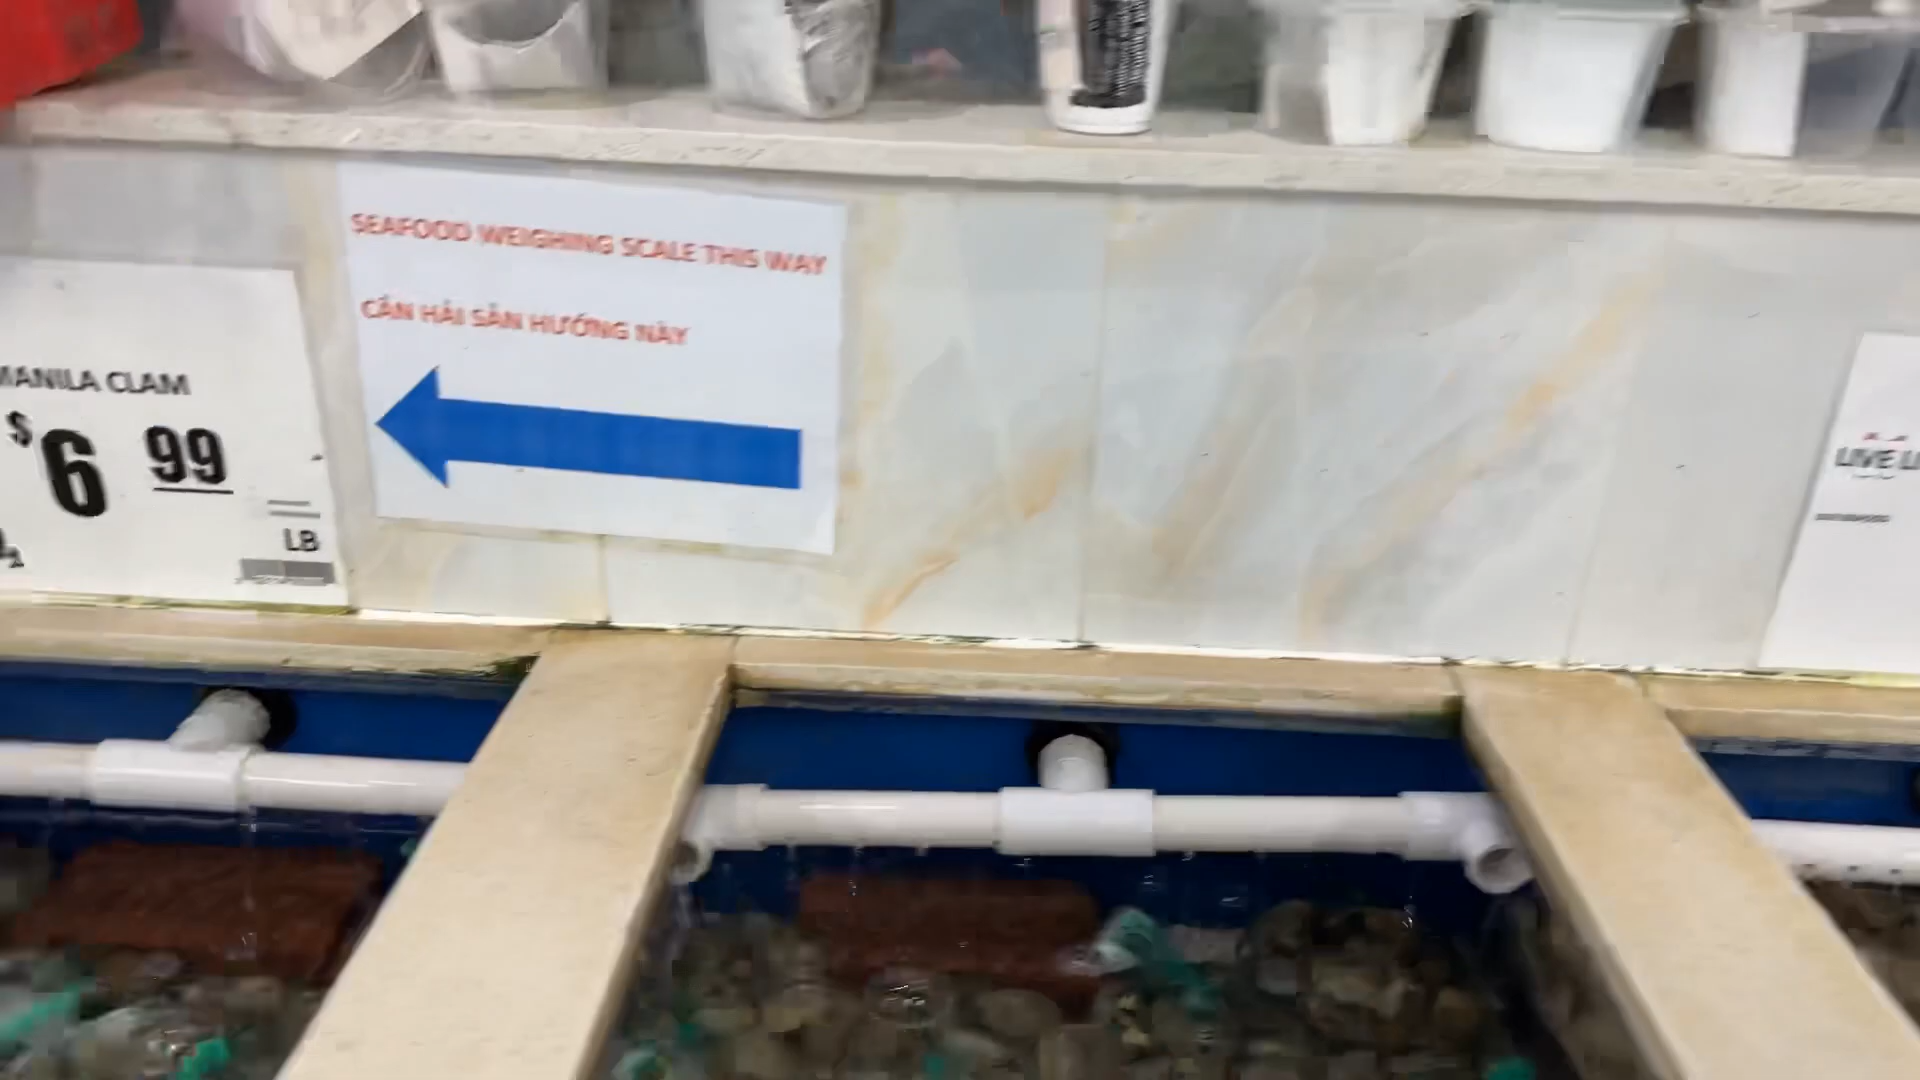 SEAFOOD WEIGHING SCALE THIS WAY
CÂN HẢI SẢN HƯỚNG NÀY
MANILA CLAM
$6 99
LB
LIVE